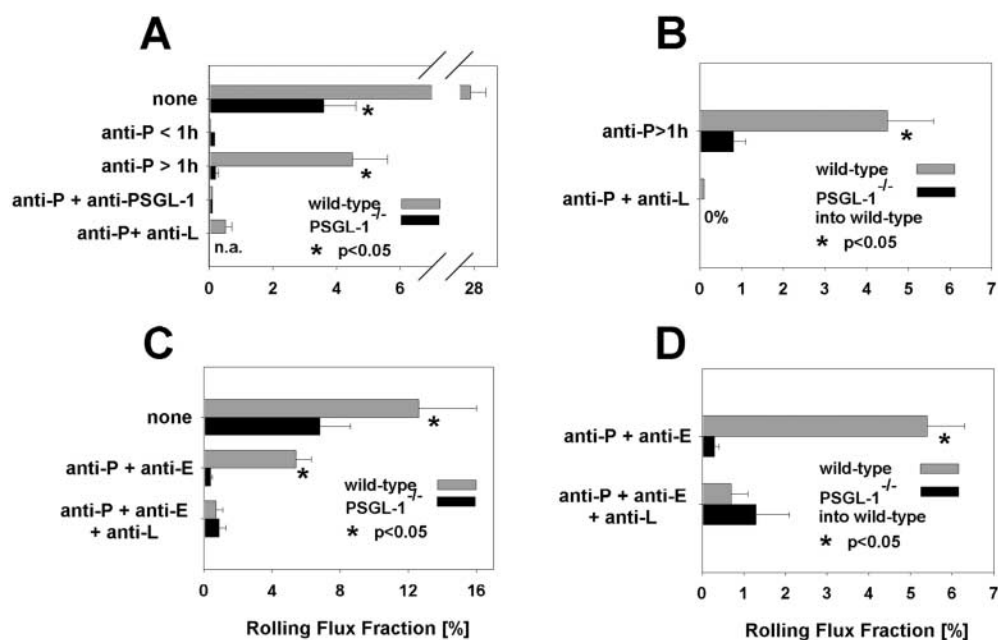 A
none
anti-P < 1h
anti-P > 1h
anti-P + anti-PSGL-1
anti-P+ anti-L
n.a.
wild-type
PSGL-1-/-
* p<0.05
*
*
0 2 4 6 28
B
anti-P>1h
anti-P + anti-L
0%
*
wild-type
PSGL-1-/-
into wild-type
* p<0.05
0 1 2 3 4 5 6 7
C
none
anti-P + anti-E
anti-P + anti-E
+ anti-L
*
*
wild-type
PSGL-1-/-
* p<0.05
0 4 8 12 16
Rolling Flux Fraction [%]
D
anti-P + anti-E
anti-P + anti-E
+ anti-L
*
wild-type
PSGL-1-/-
into wild-type
* p<0.05
0 1 2 3 4 5 6 7
Rolling Flux Fraction [%]